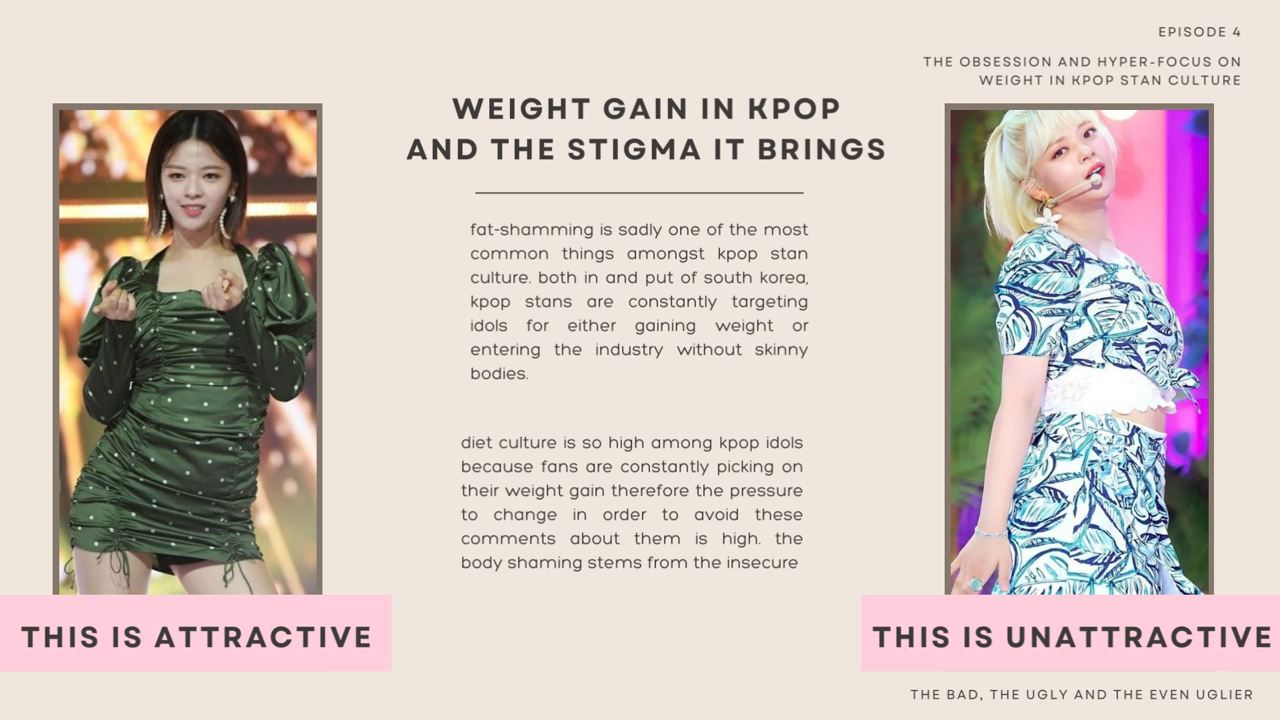 EPISODE 4
THE OBSESSION AND HYPER-FOCUS ON
WEIGHT IN KPOP STAN CULTURE
WEIGHT GAIN IN KPOP
AND THE STIGMA IT BRINGS
fat-shamming is sadly one of the most
common things amongst kpop stan
culture. both in and put of south korea,
kpop stans are constantly targeting
idols for either gaining weight or
entering the industry without skinny
bodies.
diet culture is so high among kpop idols
because fans are constantly picking on
their weight gain therefore the pressure
to change in order to avoid these
comments about them is high. the
body shaming stems from the insecure
THIS IS ATTRACTIVE
THIS IS UNATTRACTIVE
THE BAD, THE UGLY AND THE EVEN UGLIER